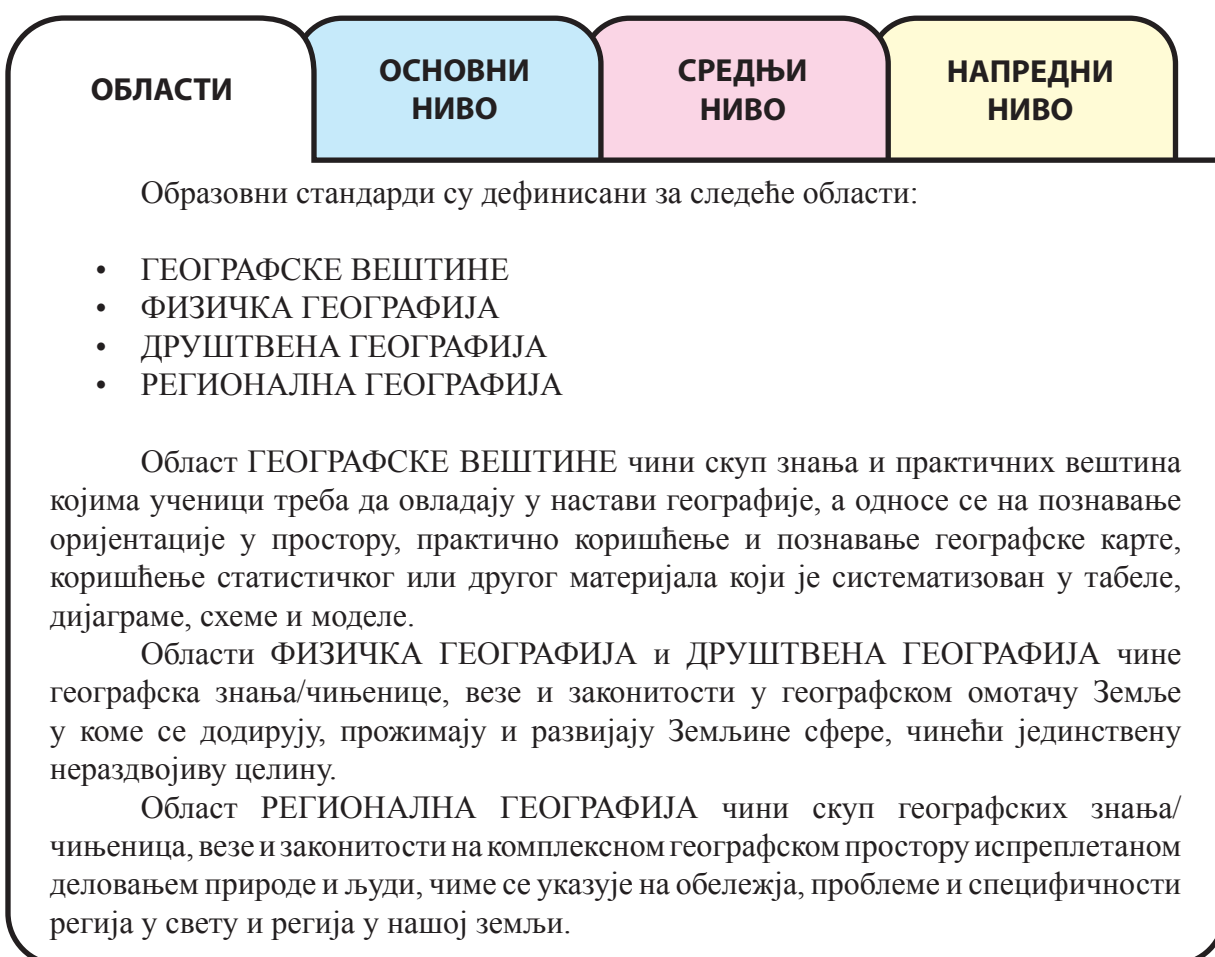 ОБЛАСТИ
ОСНОВНИ
НИВО
СРЕДЊИ
НИВО
НАПРЕДНИ
НИВО
Образовни стандарди су дефинисани за следеће области:
• ГЕОГРАФСКЕ ВЕШТИНЕ
• ФИЗИЧКА ГЕОГРАФИЈА
• ДРУШТВЕНА ГЕОГРАФИЈА
• РЕГИОНАЛНА ГЕОГРАФИЈА
Област ГЕОГРАФСКЕ ВЕШТИНЕ чини скуп знања и практичних вештина
којима ученици треба да овладају у настави географије, а односе се на познавање
оријентације у простору, практично коришћење и познавање географске карте,
коришћење статистичког или другог материјала који је систематизован у табеле,
дијаграме, схеме и моделе.
Области ФИЗИЧКА ГЕОГРАФИЈА и ДРУШТВЕНА ГЕОГРАФИЈА чине
географска знања/чињенице, везе и законитости у географском омотачу Земље
у коме се додирују, прожимају и развијају Земљине сфере, чинећи јединствену
нераздвојиву целину.
Област РЕГИОНАЛНА ГЕОГРАФИЈА чини скуп географских знања/
чињеница, везе и законитости на комплексном географском простору испреплетаном
деловањем природе и људи, чиме се указује на обележја, проблеме и специфичности
регија у свету и регија у нашој земљи.